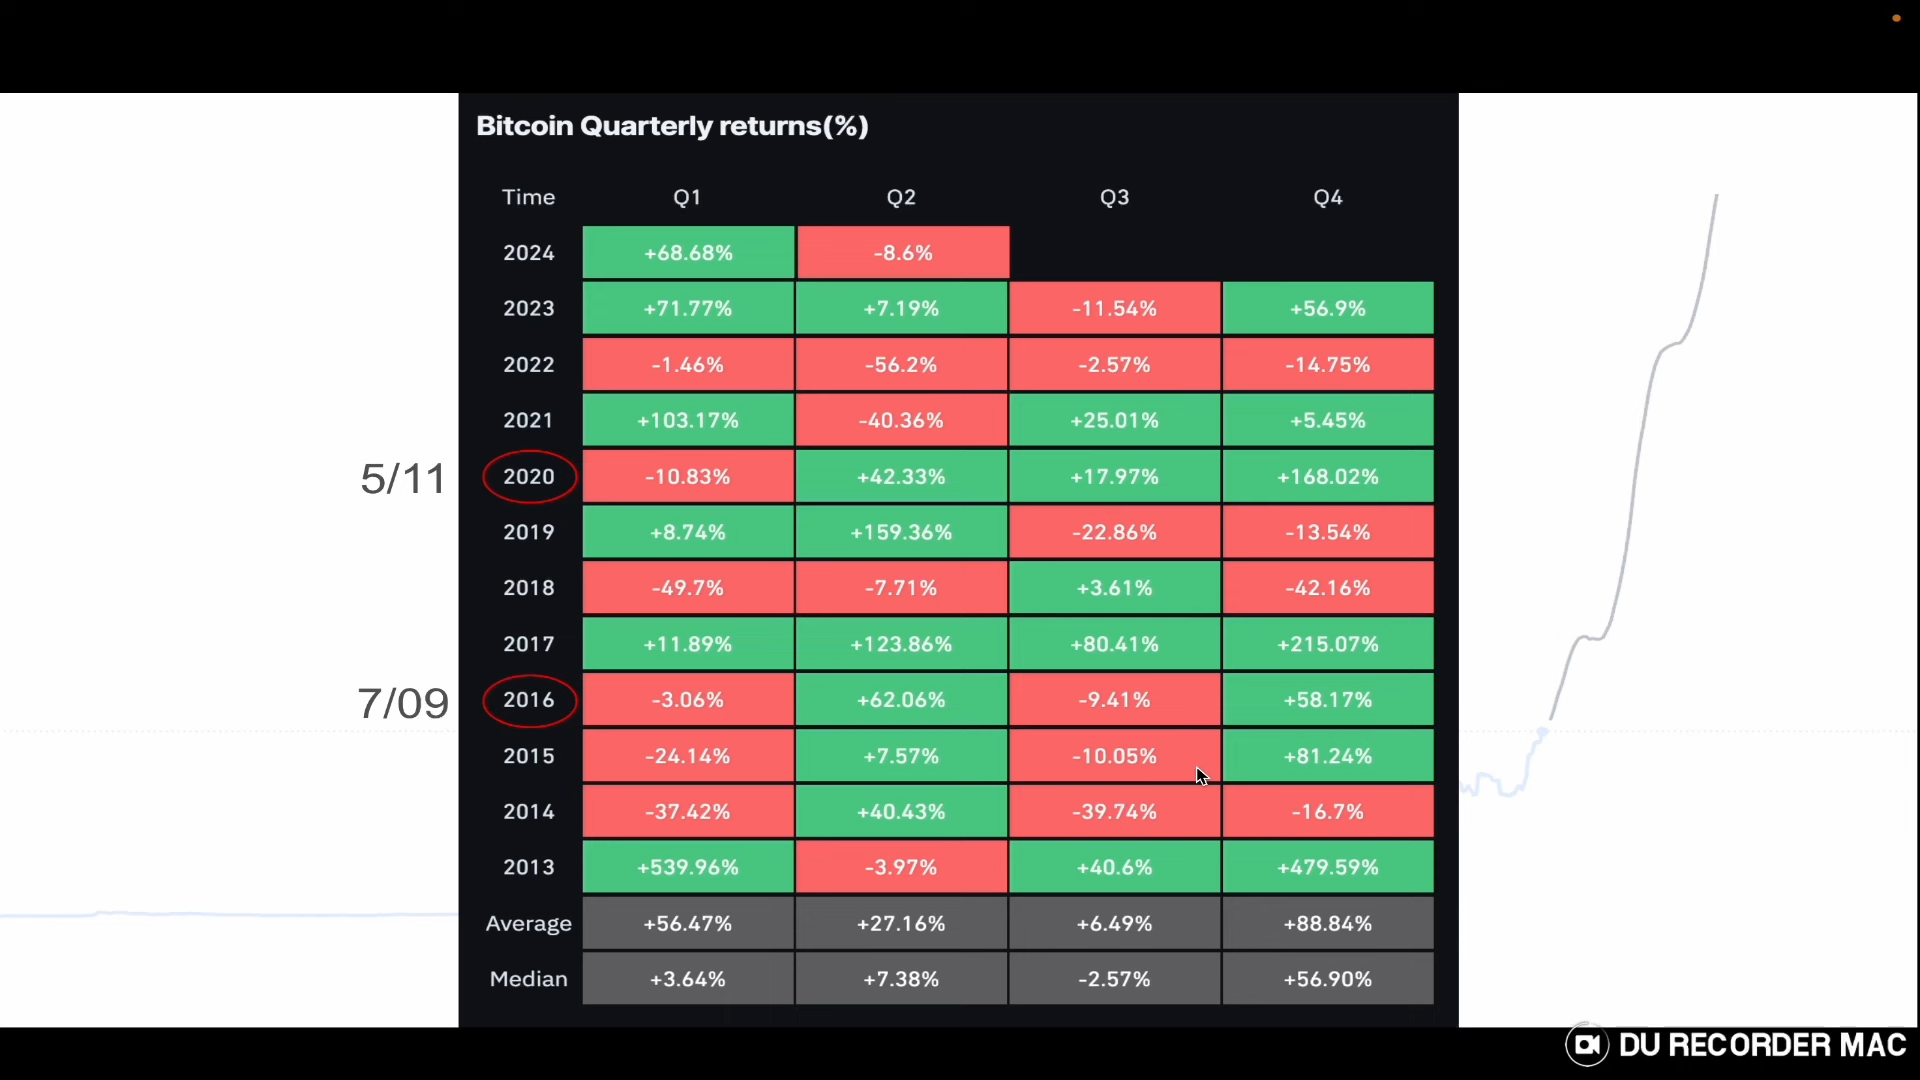 Bitcoin Quarterly returns(%)
Time Q1 Q2 Q3 Q4
2024 +68.68% -8.6%
2023 +71.77% +7.19% -11.54% +56.9%
2022 -1.46% -56.2% -2.57% -14.75%
2021 +103.17% -40.36% +25.01% +5.45%
5/11 2020 -10.83% +42.33% +17.97% +168.02%
2019 +8.74% +159.36% -22.86% -13.54%
2018 -49.7% -7.71% +3.61% -42.16%
2017 +11.89% +123.86% +80.41% +215.07%
7/09 2016 -3.06% +62.06% -9.41% +58.17%
2015 -24.14% +7.57% -10.05% +81.24%
2014 -37.42% +40.43% -39.74% -16.7%
2013 +539.96% -3.97% +40.6% +479.59%
Average +56.47% +27.16% +6.49% +88.84%
Median +3.64% +7.38% -2.57% +56.90%
DU RECORDER MAC